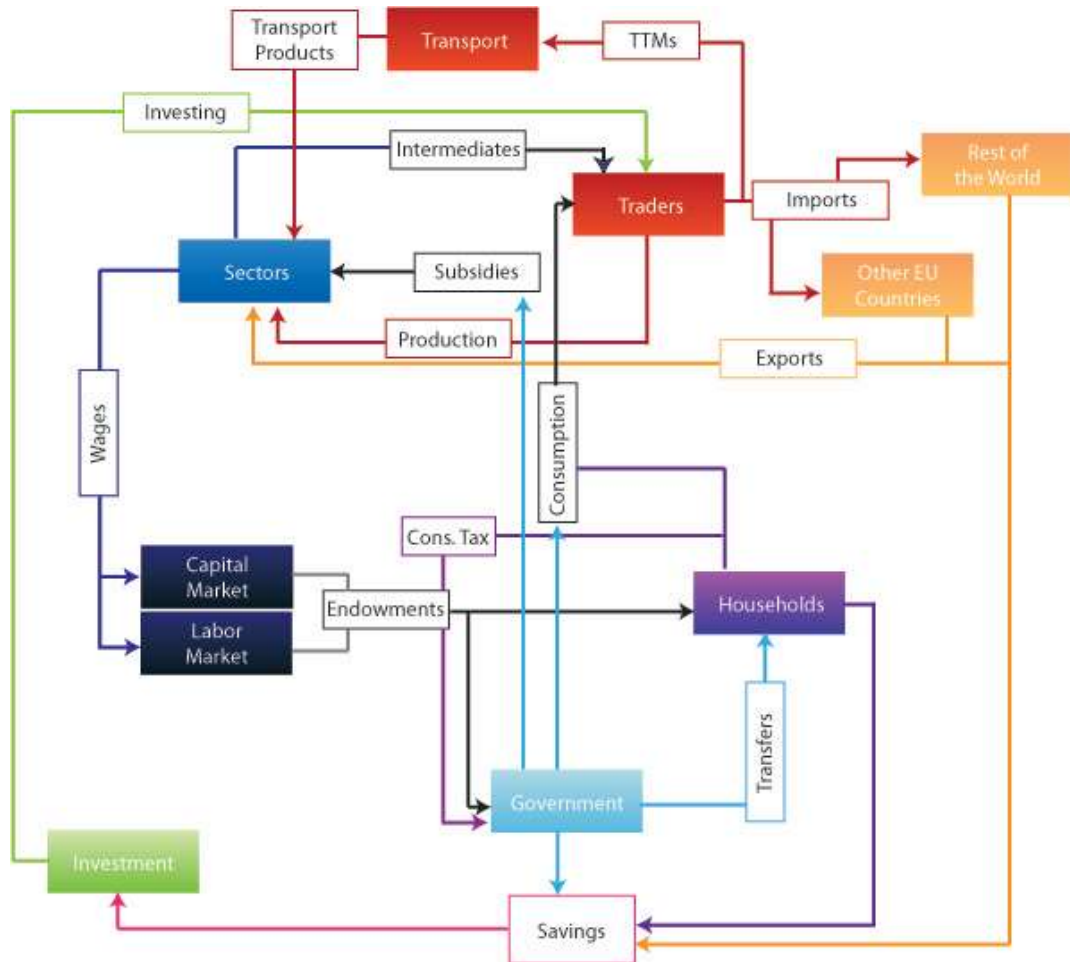 Transport
Products
Transport
TTMs
Investing
Intermediates
Rest of
the World
Traders
Imports
Sectors
Subsidies
Other EU
Countries
Production
Exports
Wages
Consumption
Cons. Tax
Capital
Market
Endowments
Households
Labor
Market
Transfers
Government
Investment
Savings